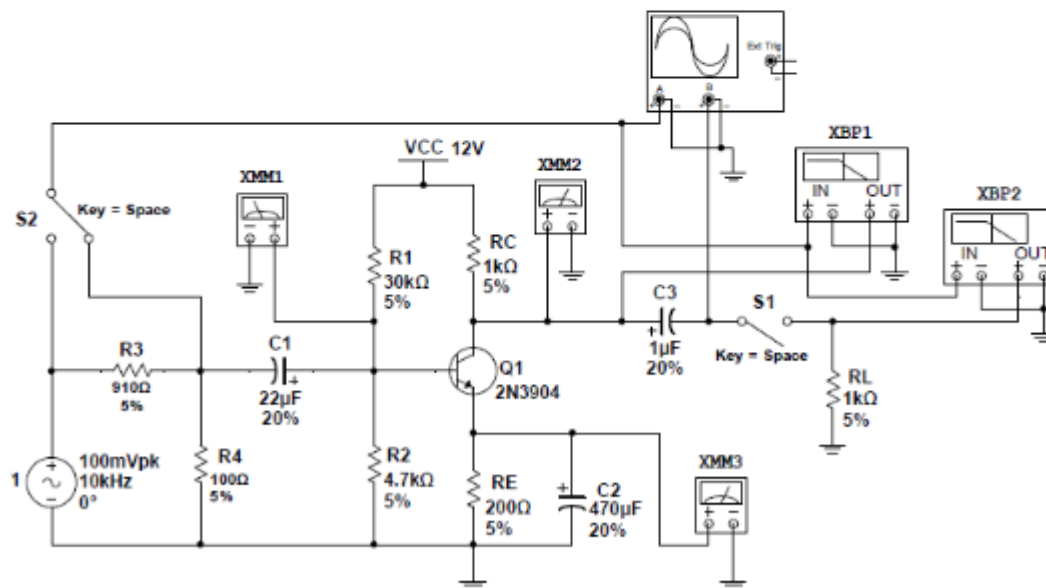 Ext Trig
+
−
A
B
+ − + −
XBP1
IN OUT
+ − + −
XBP2
IN OUT
+ − + −
VCC 12V
XMM1
+ −
XMM2
+ −
S2
Key = Space
R1
30kΩ
5%
RC
1kΩ
5%
C3
+
1µF
20%
S1
Key = Space
R3
910Ω
5%
C1
+
22µF
20%
Q1
2N3904
RL
1kΩ
5%
1
+
100mVpk
10kHz
0°
R4
100Ω
5%
R2
4.7kΩ
5%
RE
200Ω
5%
+
C2
470µF
20%
XMM3
+ −